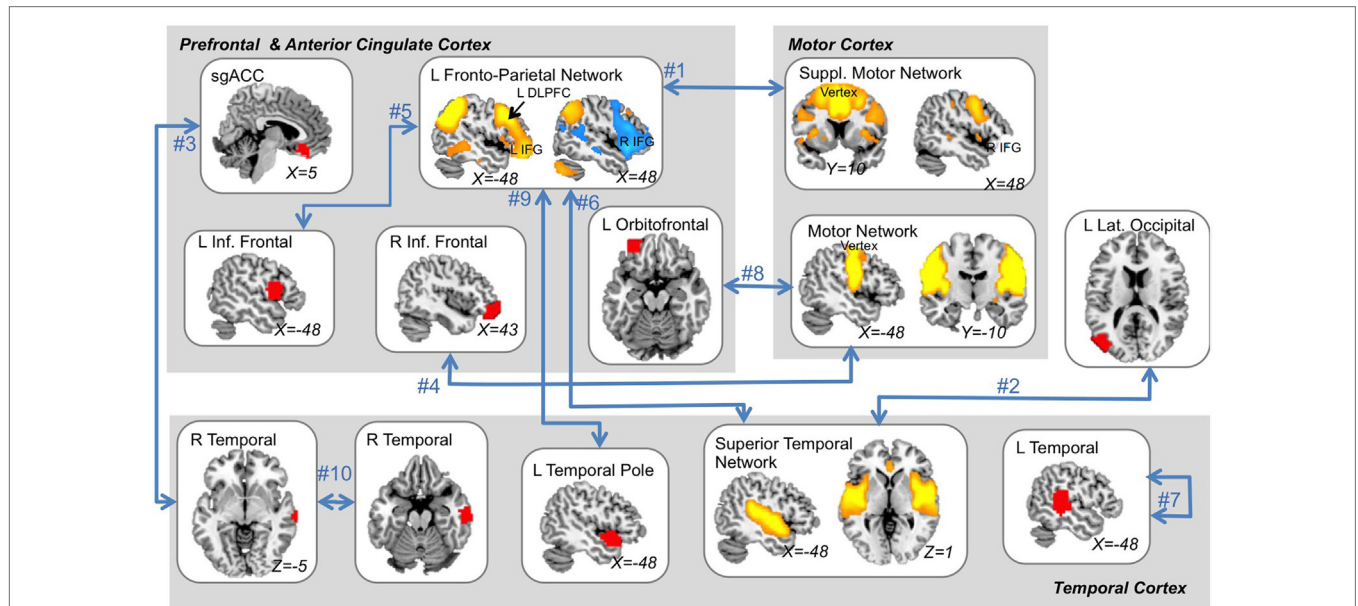 Prefrontal & Anterior Cingulate Cortex
Motor Cortex
sgACC
X=5
L Fronto-Parietal Network
L DLPFC
L IFG
R IFG
X=-48
X=48
#1
Suppl. Motor Network
Vertex
R IFG
Y=10
X=48
#3
#5
#9
#6
L Inf. Frontal
X=-48
R Inf. Frontal
X=43
L Orbitofrontal
#8
Motor Network
Vertex
X=-48
Y=-10
L Lat. Occipital
#4
#2
R Temporal
Z=-5
#10
R Temporal
L Temporal Pole
X=-48
Superior Temporal
Network
X=-48
Z=1
L Temporal
X=-48
#7
Temporal Cortex